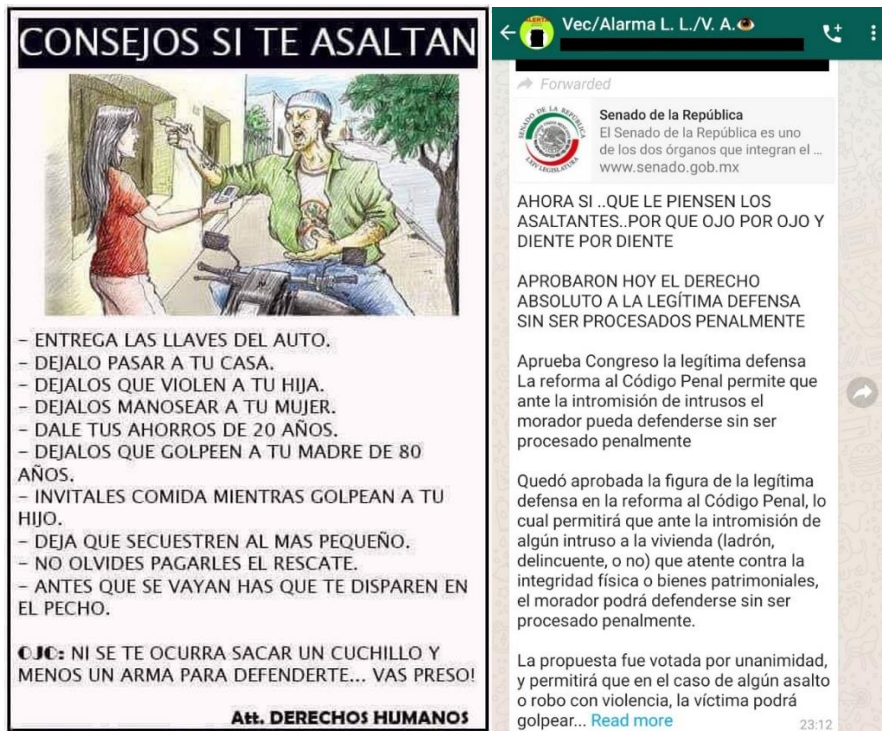 CONSEJOS SI TE ASALTAN
- ENTREGA LAS LLAVES DEL AUTO.
- DEJALO PASAR A TU CASA.
- DEJALOS QUE VIOLEN A TU HIJA.
- DEJALOS MANOSEAR A TU MUJER.
- DALE TUS AHORROS DE 20 AÑOS.
- DEJALOS QUE GOLPEEN A TU MADRE DE 80
AÑOS.
- INVITALES COMIDA MIENTRAS GOLPEAN A TU
HIJO.
- DEJA QUE SECUESTREN AL MAS PEQUEÑO.
- NO OLVIDES PAGARLES EL RESCATE.
- ANTES QUE SE VAYAN HAS QUE TE DISPAREN EN
EL PECHO.
OJO: NI SE TE OCURRA SACAR UN CUCHILLO Y
MENOS UN ARMA PARA DEFENDERTE... VAS PRESO!
Att. DERECHOS HUMANOS
ALERTA
Vec/Alarma L. L./V. A.👁
Forwarded
SENADO DE LA REPÚBLICA
LXIV LEGISLATURA
Senado de la República
El Senado de la República es uno
de los dos órganos que integran el ...
www.senado.gob.mx
AHORA SI ..QUE LE PIENSEN LOS
ASALTANTES..POR QUE OJO POR OJO Y
DIENTE POR DIENTE
APROBARON HOY EL DERECHO
ABSOLUTO A LA LEGÍTIMA DEFENSA
SIN SER PROCESADOS PENALMENTE
Aprueba Congreso la legítima defensa
La reforma al Código Penal permite que
ante la intromisión de intrusos el
morador pueda defenderse sin ser
procesado penalmente
Quedó aprobada la figura de la legítima
defensa en la reforma al Código Penal, lo
cual permitirá que ante la intromisión de
algún intruso a la vivienda (ladrón,
delincuente, o no) que atente contra la
integridad física o bienes patrimoniales,
el morador podrá defenderse sin ser
procesado penalmente.
La propuesta fue votada por unanimidad,
y permitirá que en el caso de algún asalto
o robo con violencia, la víctima podrá
golpear... Read more
23:12